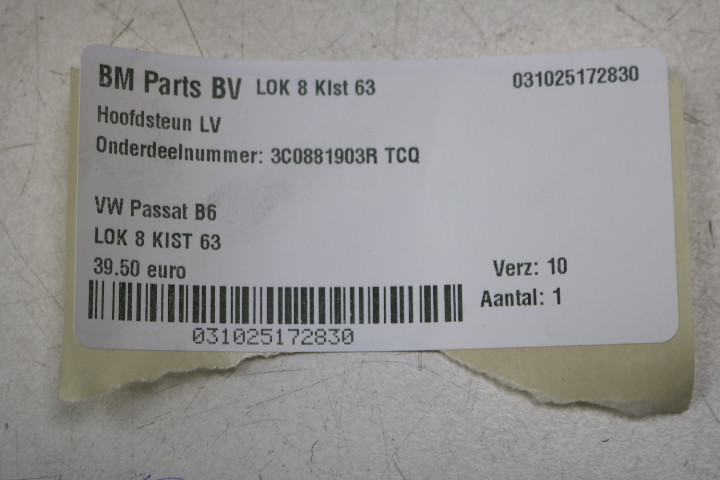 BM Parts BV LOK 8 KIst 63 031025172830
Hoofdsteun LV
Onderdeelnummer: 3C0881903R TCQ
VW Passat B6
LOK 8 KIST 63
39.50 euro Verz: 10
Aantal: 1
031025172830